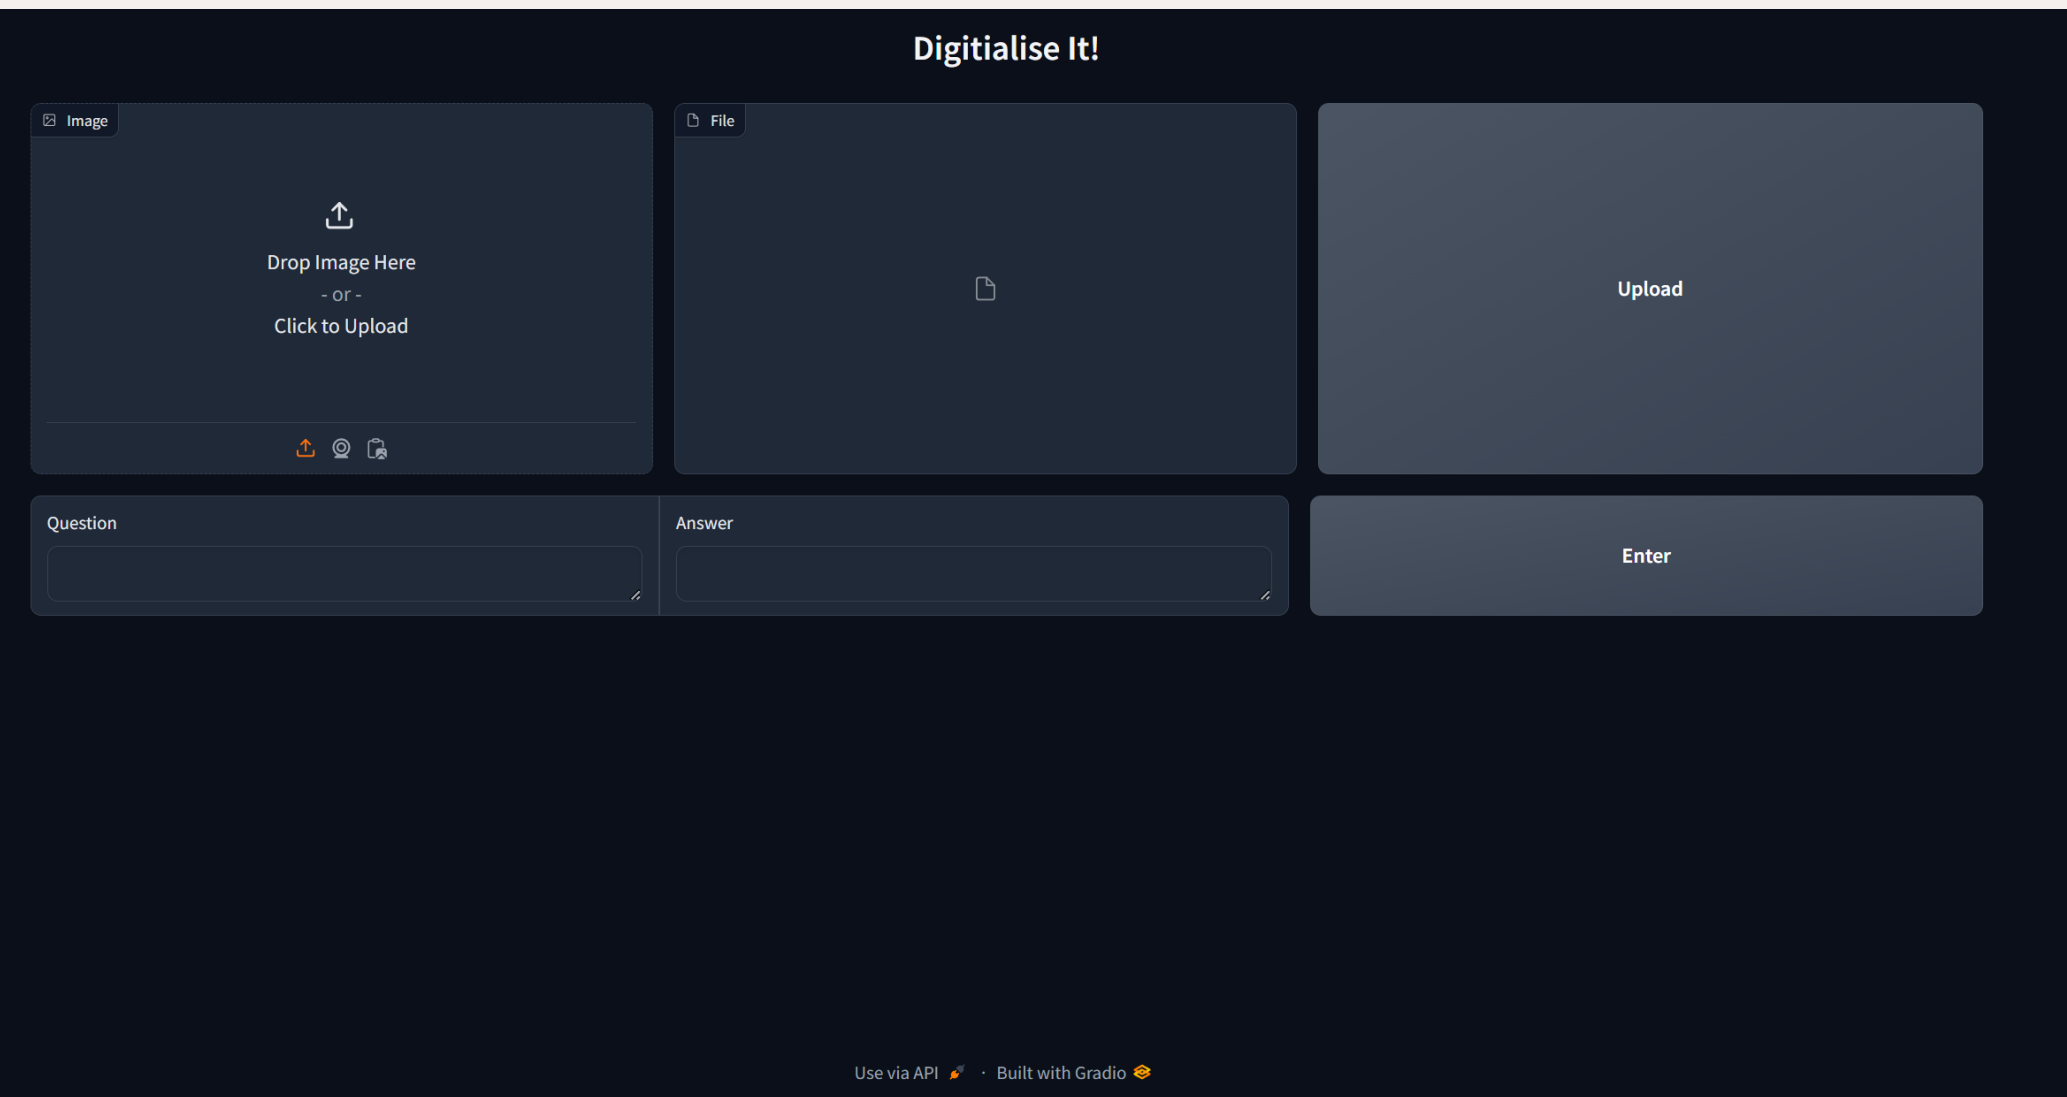 Digitialise It!
Image
Drop Image Here
- or -
Click to Upload
File
Upload
Question
Answer
Enter
Use via API · Built with Gradio